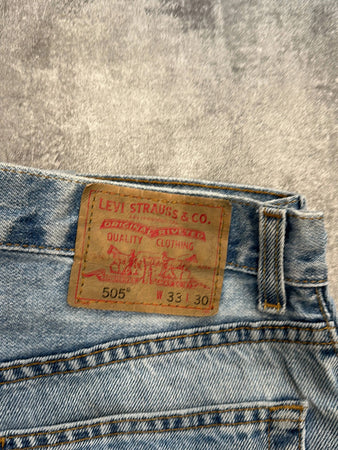 LEVI STRAUSS & CO.
ORIGINAL RIVETED
QUALITY CLOTHING
505® W 33 L 30